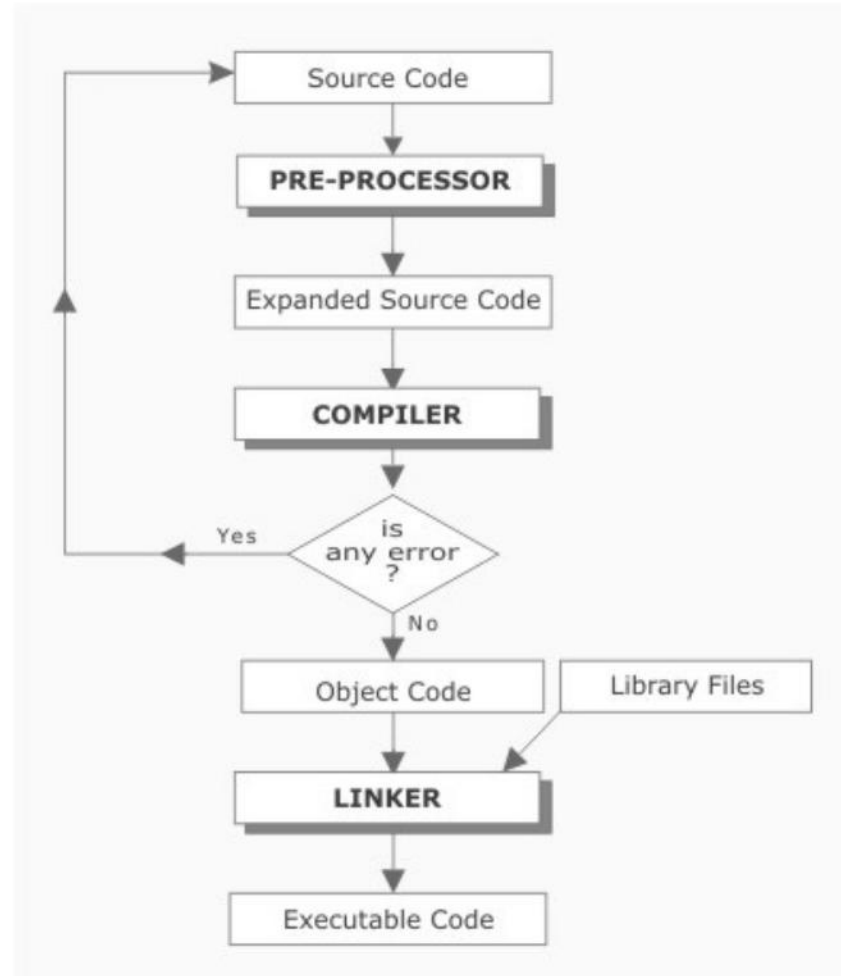 Source Code
PRE-PROCESSOR
Expanded Source Code
COMPILER
is
any error
?
Yes
No
Object Code
Library Files
LINKER
Executable Code